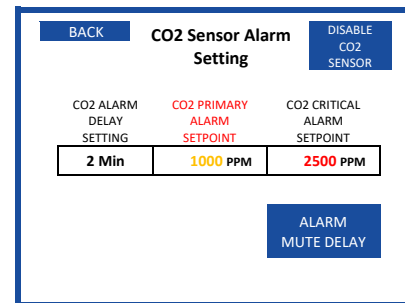 BACK
CO2 Sensor Alarm
Setting
DISABLE
CO2
SENSOR
CO2 ALARM
DELAY
SETTING
CO2 PRIMARY
ALARM
SETPOINT
CO2 CRITICAL
ALARM
SETPOINT
2 Min
1000 PPM
2500 PPM
ALARM
MUTE DELAY